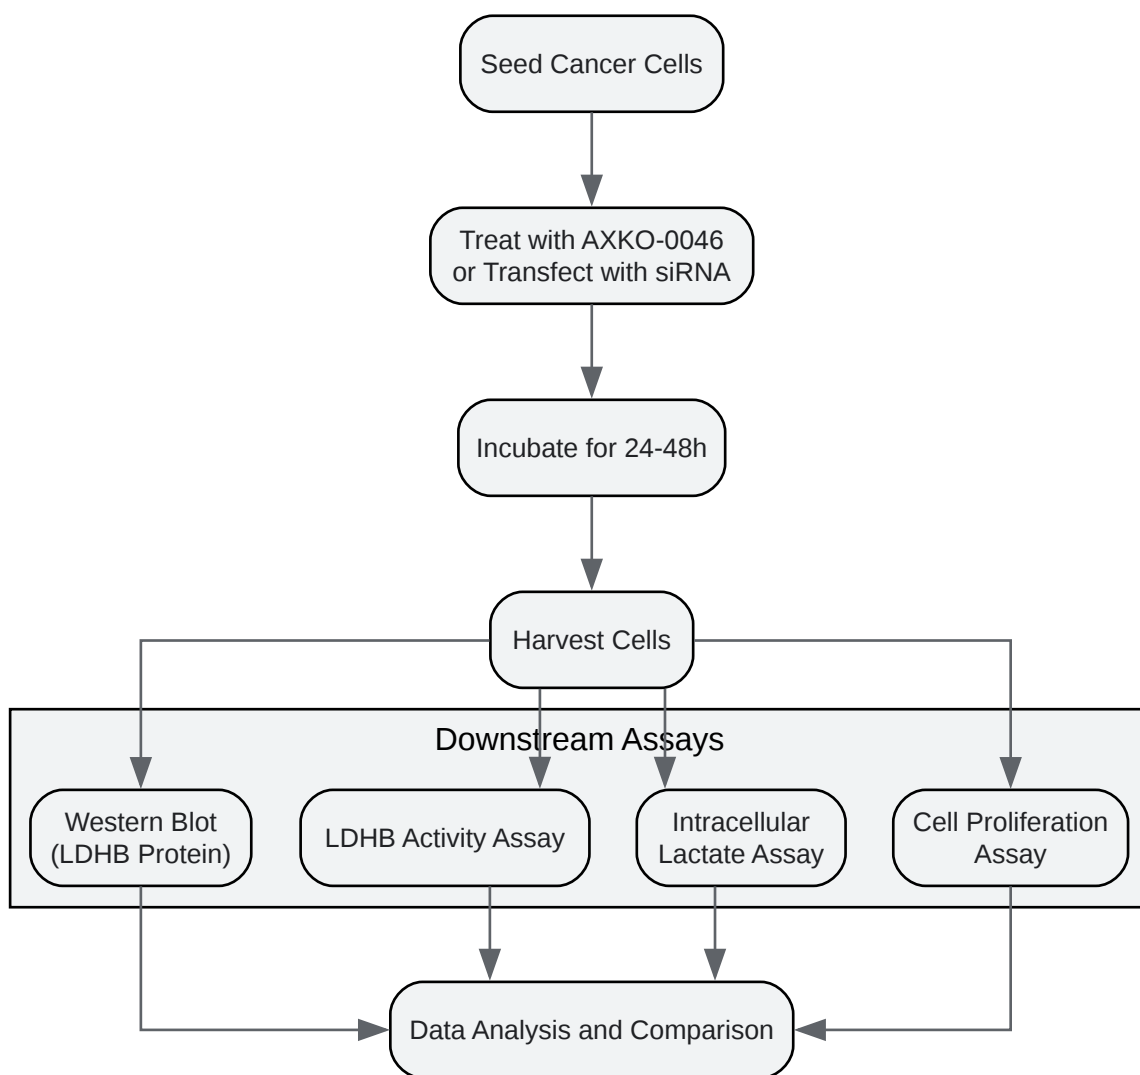 Seed Cancer Cells
Treat with AXKO-0046
or Transfect with siRNA
Incubate for 24-48h
Harvest Cells
Downstream Assays
Western Blot
(LDHB Protein)
LDHB Activity Assay
Intracellular
Lactate Assay
Cell Proliferation
Assay
Data Analysis and Comparison